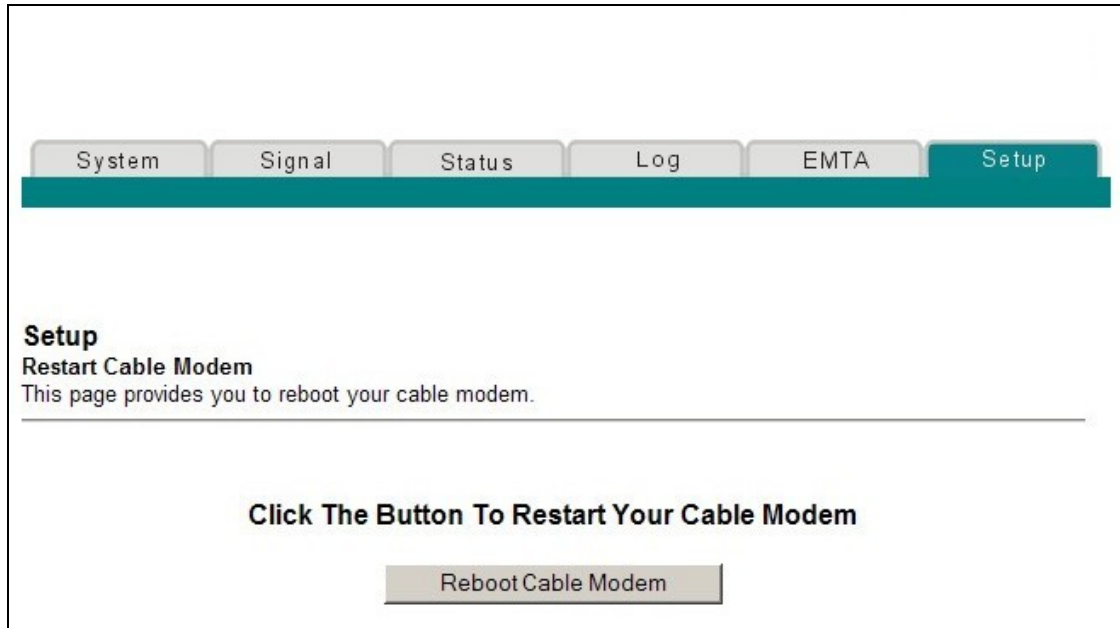 System Signal Status Log EMTA Setup
Setup
Restart Cable Modem
This page provides you to reboot your cable modem.
Click The Button To Restart Your Cable Modem
Reboot Cable Modem